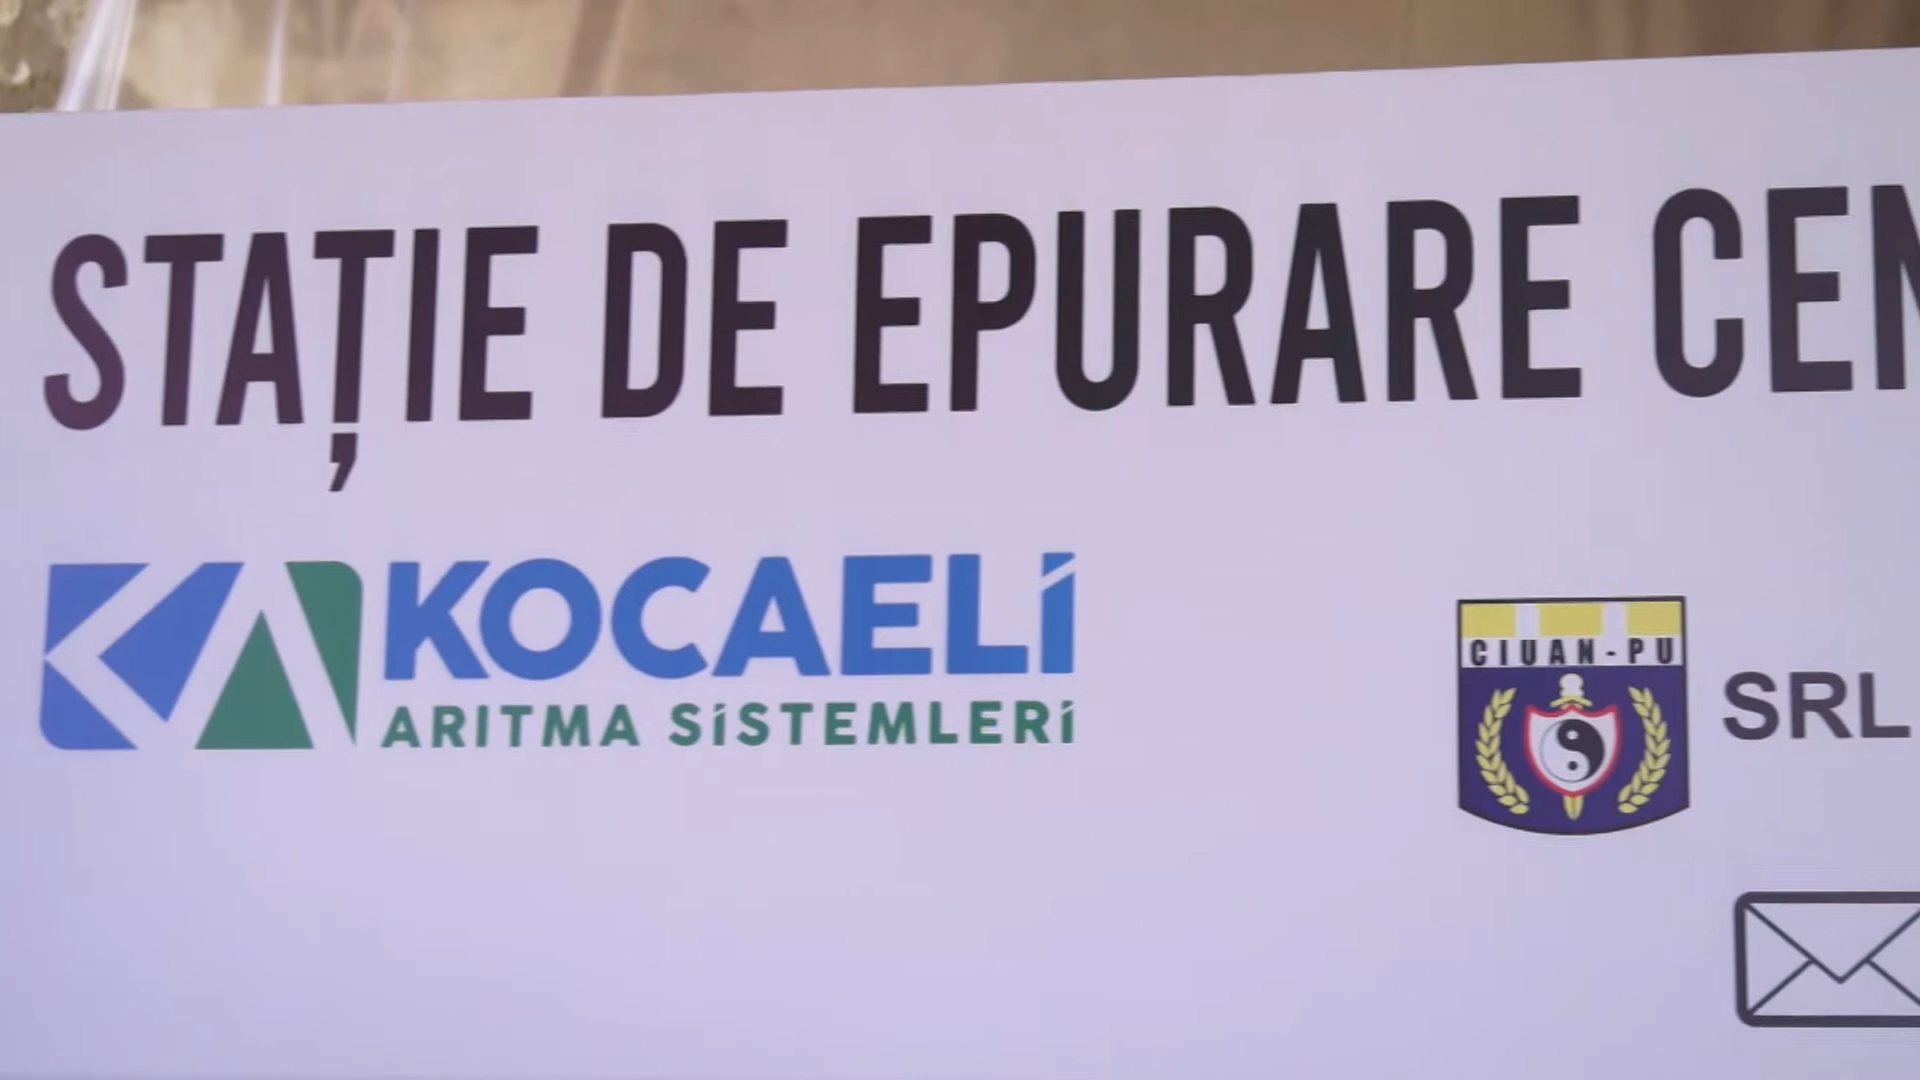 STAȚIE DE EPURARE CEN
KOCAELİ
ARITMA SİSTEMLERİ
CIUAN-PU
SRL